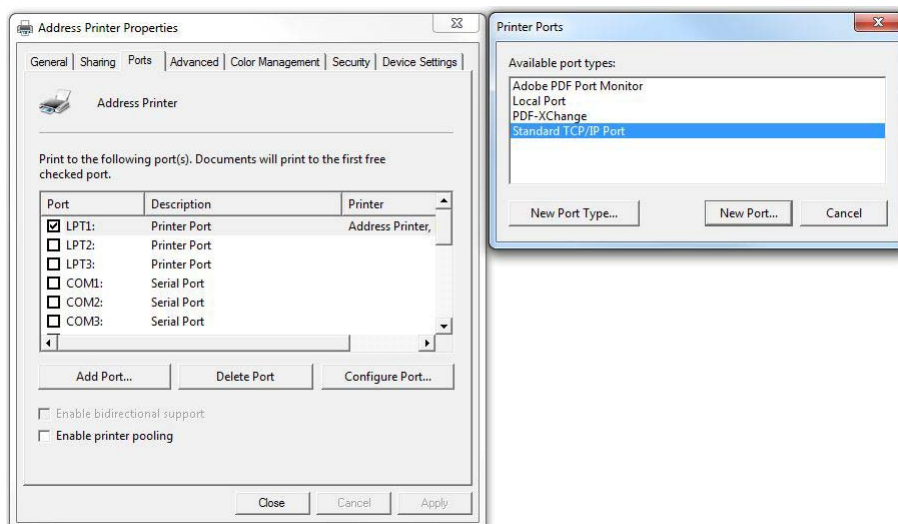 Address Printer Properties
General Sharing Ports Advanced Color Management Security Device Settings
Address Printer
Print to the following port(s). Documents will print to the first free
checked port.
Port Description Printer
LPT1: Printer Port Address Printer,
LPT2: Printer Port
LPT3: Printer Port
COM1: Serial Port
COM2: Serial Port
COM3: Serial Port
Add Port... Delete Port Configure Port...
Enable bidirectional support
Enable printer pooling
Close Cancel Apply
Printer Ports
Available port types:
Adobe PDF Port Monitor
Local Port
PDF-XChange
Standard TCP/IP Port
New Port Type... New Port... Cancel